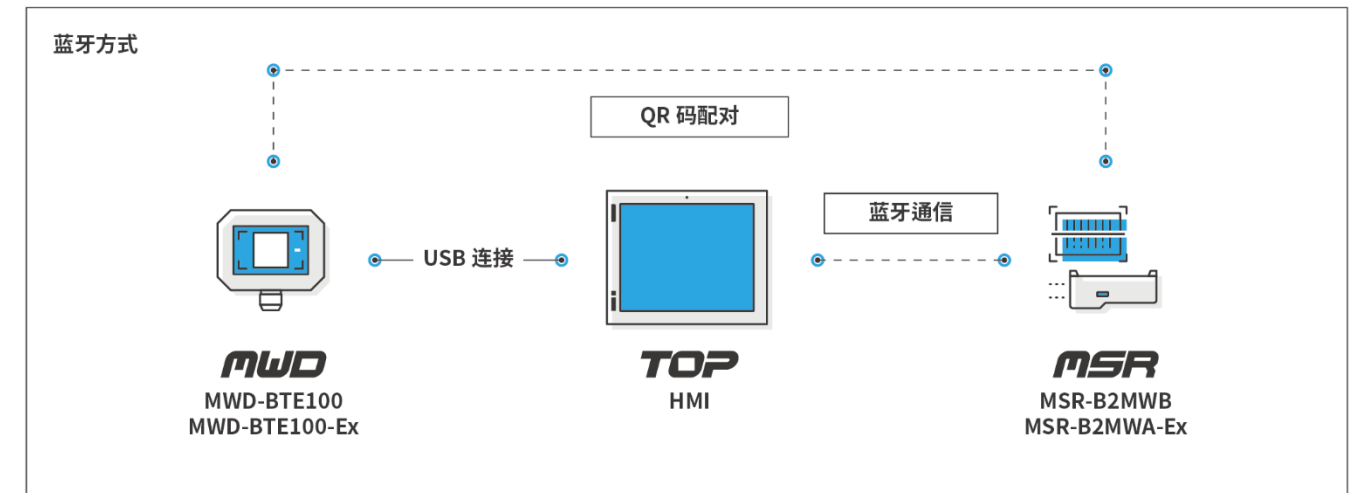 蓝牙方式
QR 码配对
蓝牙通信
USB 连接
MWD
MWD-BTE100
MWD-BTE100-Ex
TOP
HMI
MSR
MSR-B2MWB
MSR-B2MWA-Ex